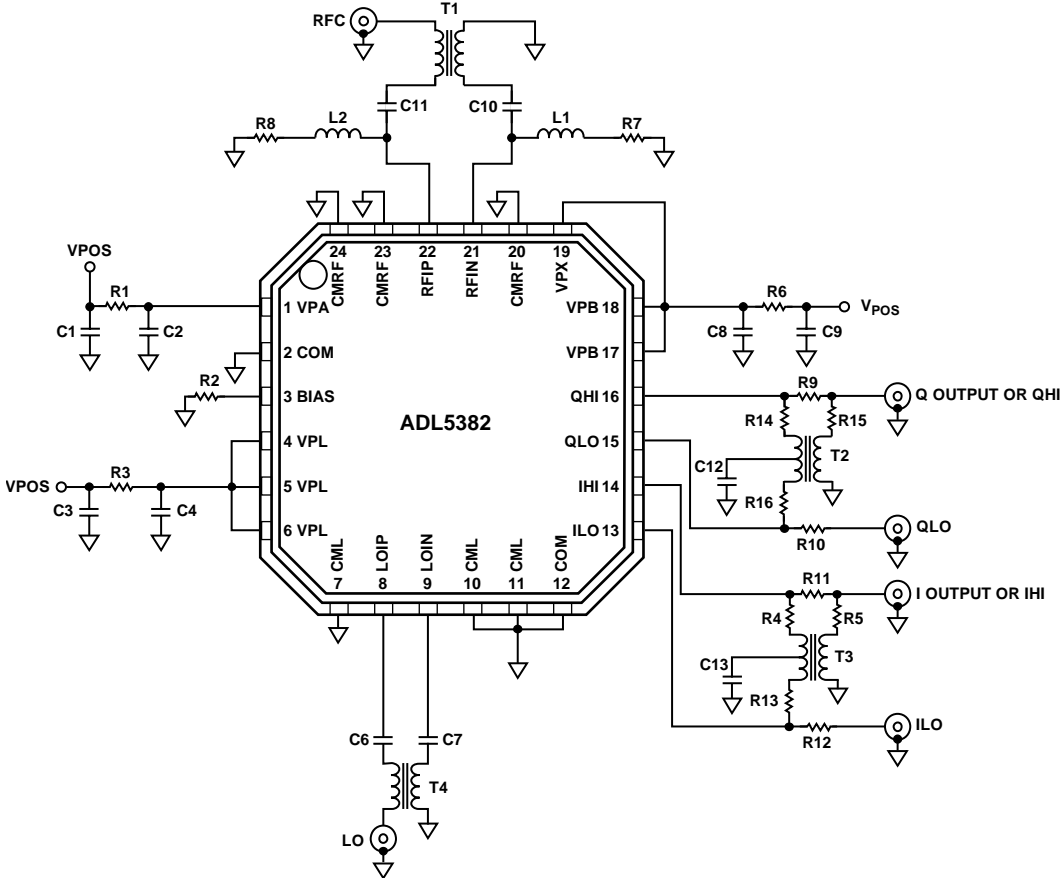 T1
RFC
C11
C10
R8
L2
L1
R7
24 CMRF
23 CMRF
22 RFIP
21 RFIN
20 CMRF
19 VPX
VPOS
R1
C1
C2
1 VPA
2 COM
R2
3 BIAS
4 VPL
VPOS
R3
C3
C4
5 VPL
6 VPL
ADL5382
VPB 18
VPB 17
QHI 16
QLO 15
IHI 14
ILO 13
R6
VPOS
C8
C9
R9
Q OUTPUT OR QHI
R14
R15
T2
C12
R16
QLO
R10
R11
I OUTPUT OR IHI
R4
R5
T3
C13
R13
ILO
R12
CML 7
LOIP 8
LOIN 9
CML 10
CML 11
COM 12
C6
C7
T4
LO